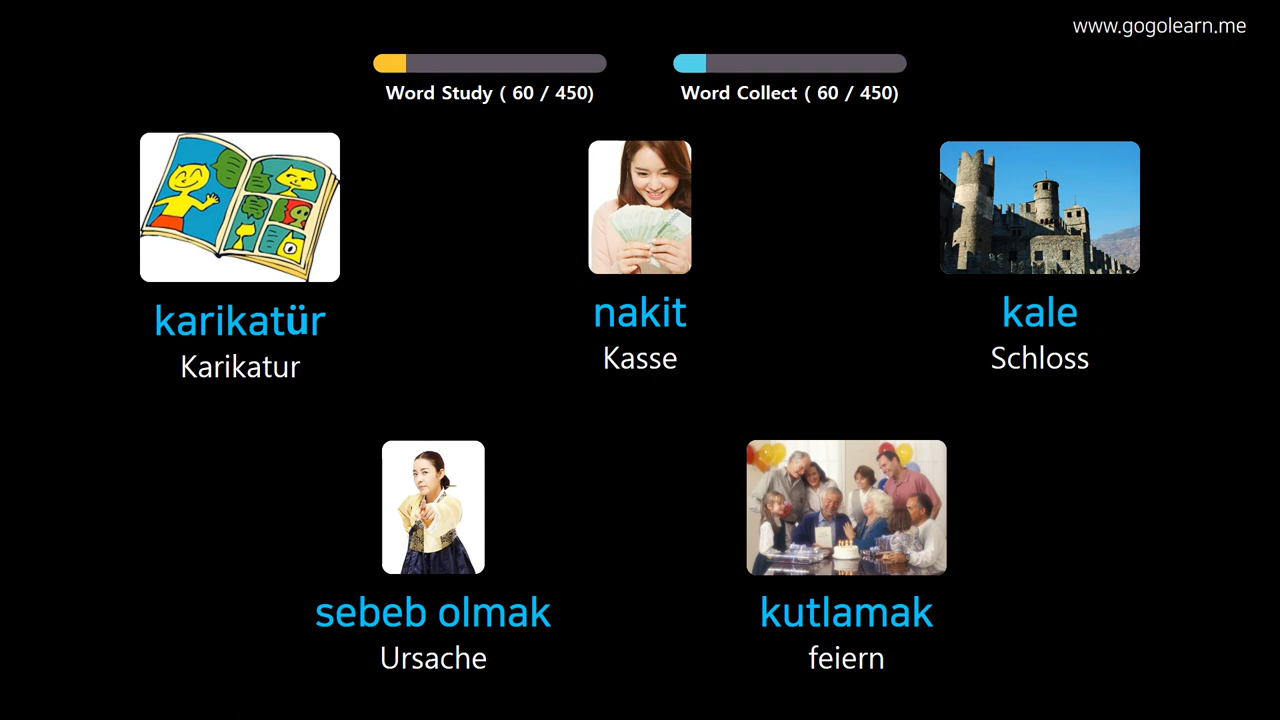 www.gogolearn.me
Word Study ( 60 / 450)
Word Collect ( 60 / 450)
karikatür
Karikatur
nakit
Kasse
kale
Schloss
sebeb olmak
Ursache
kutlamak
feiern